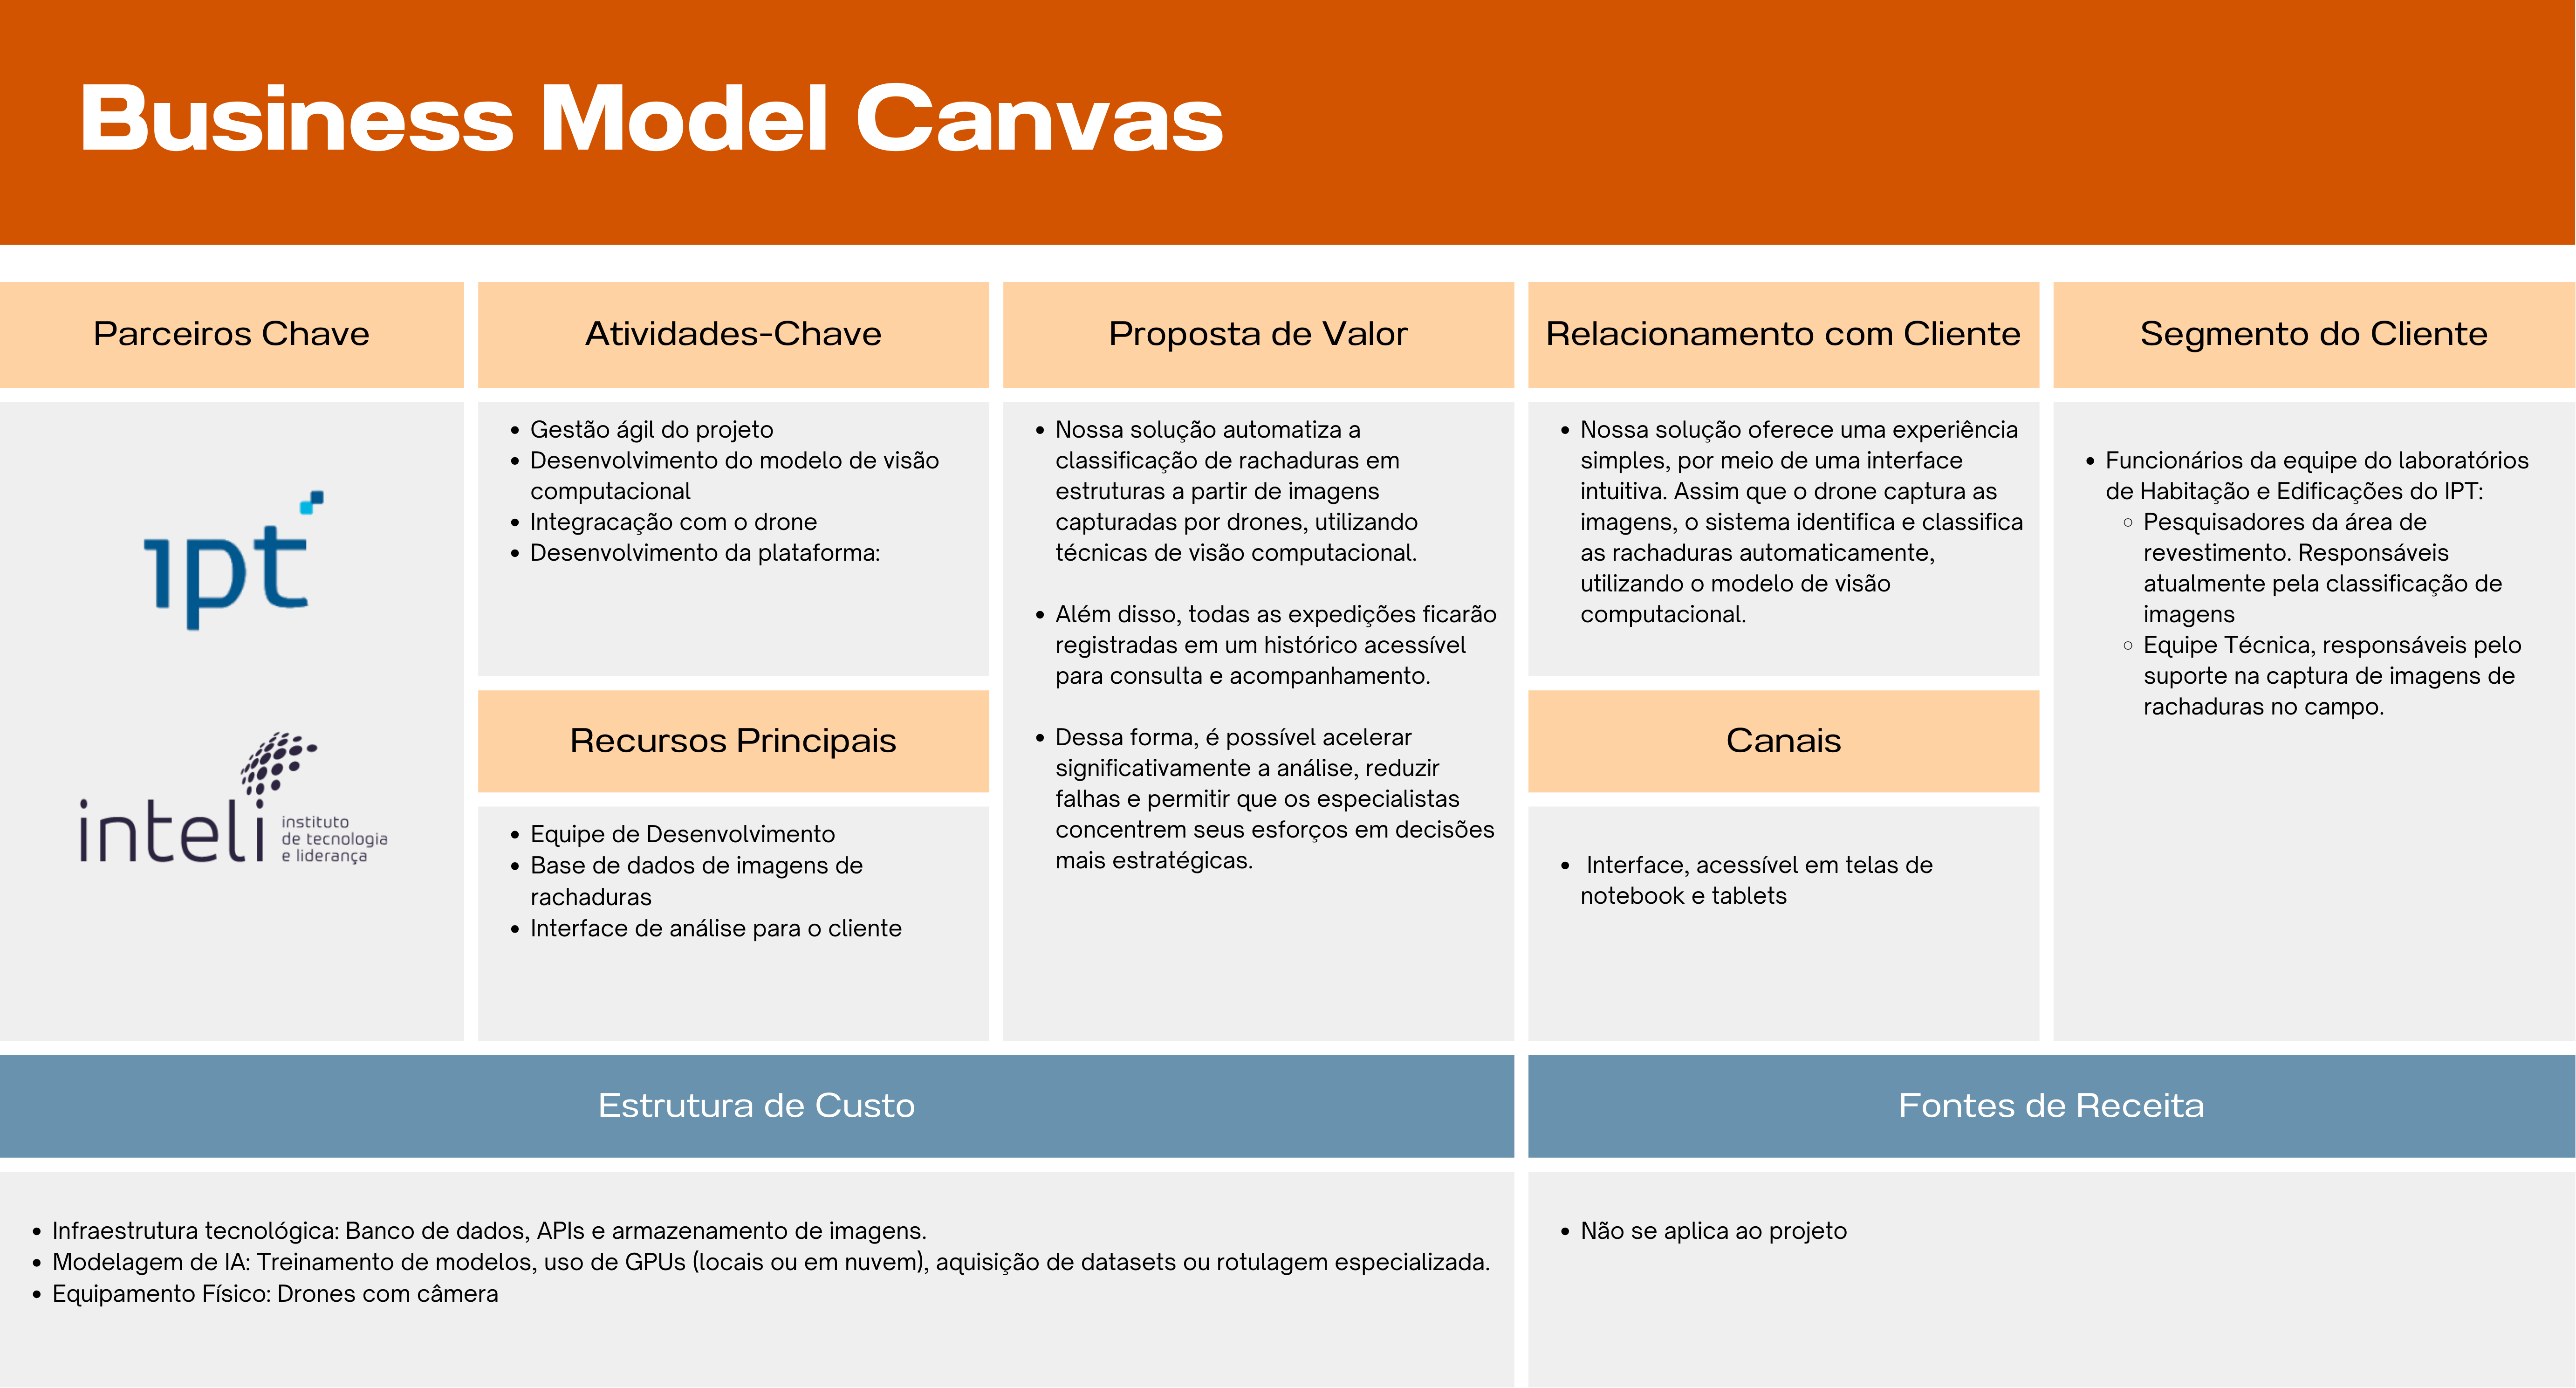 Business Model Canvas
Parceiros Chave
ipt
inteli
instituto
de tecnologia
e liderança
Atividades-Chave
• Gestão ágil do projeto
• Desenvolvimento do modelo de visão
computacional
• Integracação com o drone
• Desenvolvimento da plataforma:
Recursos Principais
• Equipe de Desenvolvimento
• Base de dados de imagens de
rachaduras
• Interface de análise para o cliente
Proposta de Valor
• Nossa solução automatiza a
classificação de rachaduras em
estruturas a partir de imagens
capturadas por drones, utilizando
técnicas de visão computacional.
• Além disso, todas as expedições ficarão
registradas em um histórico acessível
para consulta e acompanhamento.
• Dessa forma, é possível acelerar
significativamente a análise, reduzir
falhas e permitir que os especialistas
concentrem seus esforços em decisões
mais estratégicas.
Relacionamento com Cliente
• Nossa solução oferece uma experiência
simples, por meio de uma interface
intuitiva. Assim que o drone captura as
imagens, o sistema identifica e classifica
as rachaduras automaticamente,
utilizando o modelo de visão
computacional.
Canais
• Interface, acessível em telas de
notebook e tablets
Segmento do Cliente
• Funcionários da equipe do laboratórios
de Habitação e Edificações do IPT:
◦ Pesquisadores da área de
revestimento. Responsáveis
atualmente pela classificação de
imagens
◦ Equipe Técnica, responsáveis pelo
suporte na captura de imagens de
rachaduras no campo.
Estrutura de Custo
• Infraestrutura tecnológica: Banco de dados, APIs e armazenamento de imagens.
• Modelagem de IA: Treinamento de modelos, uso de GPUs (locais ou em nuvem), aquisição de datasets ou rotulagem especializada.
• Equipamento Físico: Drones com câmera
Fontes de Receita
• Não se aplica ao projeto